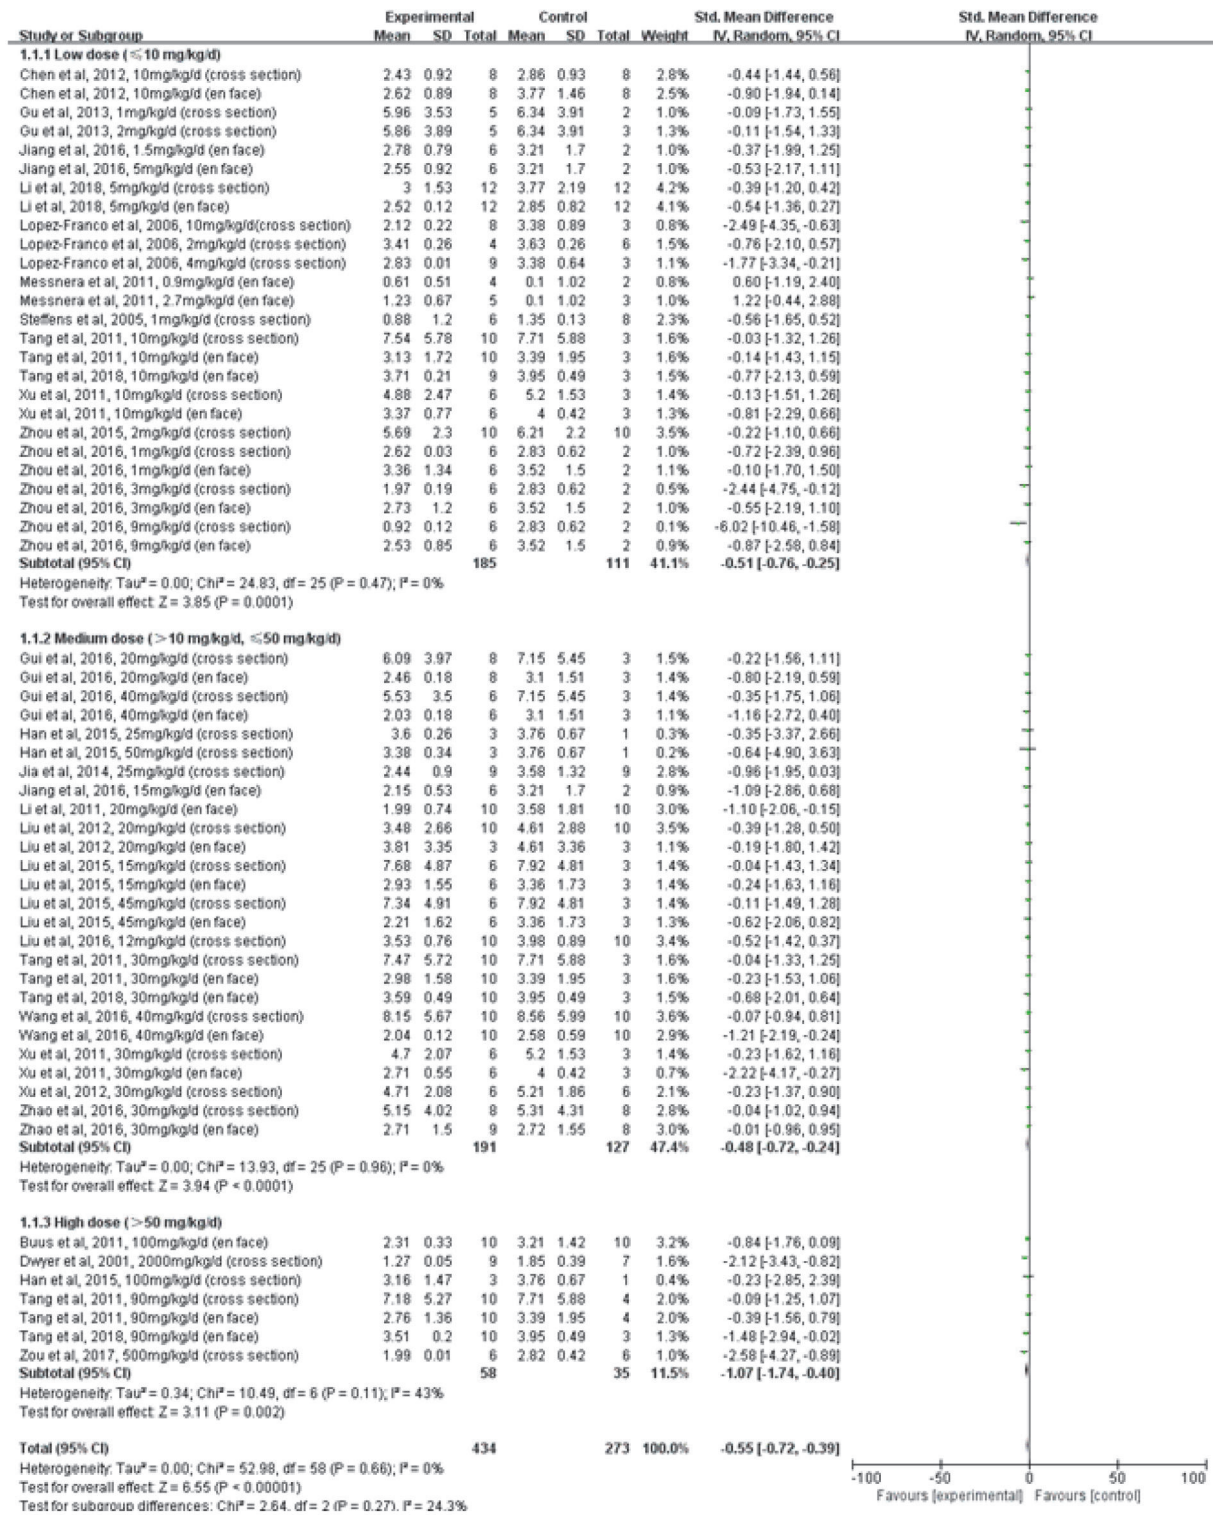 Experimental Control Std. Mean Difference Std. Mean Difference
Study or Subgroup Mean SD Total Mean SD Total Weight IV, Random, 95% CI IV, Random, 95% CI
1.1.1 Low dose (≤10 mg/kg/d)
Chen et al, 2012, 10mg/kg/d (cross section) 2.43 0.92 8 2.86 0.93 8 2.8% -0.44 [-1.44, 0.56]
Chen et al, 2012, 10mg/kg/d (en face) 2.62 0.89 8 3.77 1.46 8 2.5% -0.90 [-1.94, 0.14]
Gu et al, 2013, 1mg/kg/d (cross section) 5.96 3.53 5 6.34 3.91 2 1.0% -0.09 [-1.73, 1.55]
Gu et al, 2013, 2mg/kg/d (cross section) 5.86 3.89 5 6.34 3.91 3 1.3% -0.11 [-1.54, 1.33]
Jiang et al, 2016, 1.5mg/kg/d (en face) 2.78 0.79 6 3.21 1.7 2 1.0% -0.37 [-1.99, 1.25]
Jiang et al, 2016, 5mg/kg/d (en face) 2.55 0.92 6 3.21 1.7 2 1.0% -0.53 [-2.17, 1.11]
Li et al, 2018, 5mg/kg/d (cross section) 3 1.53 12 3.77 2.19 12 4.2% -0.39 [-1.20, 0.42]
Li et al, 2018, 5mg/kg/d (en face) 2.52 0.12 12 2.85 0.82 12 4.1% -0.54 [-1.36, 0.27]
Lopez-Franco et al, 2006, 10mg/kg/d(cross section) 2.12 0.22 8 3.38 0.89 3 0.8% -2.49 [-4.35, -0.63]
Lopez-Franco et al, 2006, 2mg/kg/d (cross section) 3.41 0.26 4 3.63 0.26 6 1.5% -0.76 [-2.10, 0.57]
Lopez-Franco et al, 2006, 4mg/kg/d (cross section) 2.83 0.01 9 3.38 0.64 3 1.1% -1.77 [-3.34, -0.21]
Messnera et al, 2011, 0.9mg/kg/d (en face) 0.61 0.51 4 0.1 1.02 2 0.8% 0.60 [-1.19, 2.40]
Messnera et al, 2011, 2.7mg/kg/d (en face) 1.23 0.67 5 0.1 1.02 3 1.0% 1.22 [-0.44, 2.88]
Steffens et al, 2005, 1mg/kg/d (cross section) 0.88 1.2 6 1.35 0.13 8 2.3% -0.56 [-1.65, 0.52]
Tang et al, 2011, 10mg/kg/d (cross section) 7.54 5.78 10 7.71 5.88 3 1.6% -0.03 [-1.32, 1.26]
Tang et al, 2011, 10mg/kg/d (en face) 3.13 1.72 10 3.39 1.95 3 1.6% -0.14 [-1.43, 1.15]
Tang et al, 2018, 10mg/kg/d (en face) 3.71 0.21 9 3.95 0.49 3 1.5% -0.77 [-2.13, 0.59]
Xu et al, 2011, 10mg/kg/d (cross section) 4.88 2.47 6 5.2 1.53 3 1.4% -0.13 [-1.51, 1.26]
Xu et al, 2011, 10mg/kg/d (en face) 3.37 0.77 6 4 0.42 3 1.3% -0.81 [-2.29, 0.66]
Zhou et al, 2015, 2mg/kg/d (cross section) 5.69 2.3 10 6.21 2.2 10 3.5% -0.22 [-1.10, 0.66]
Zhou et al, 2016, 1mg/kg/d (cross section) 2.62 0.03 6 2.83 0.62 2 1.0% -0.72 [-2.39, 0.96]
Zhou et al, 2016, 1mg/kg/d (en face) 3.36 1.34 6 3.52 1.5 2 1.1% -0.10 [-1.70, 1.50]
Zhou et al, 2016, 3mg/kg/d (cross section) 1.97 0.19 6 2.83 0.62 2 0.5% -2.44 [-4.75, -0.12]
Zhou et al, 2016, 3mg/kg/d (en face) 2.73 1.2 6 3.52 1.5 2 1.0% -0.55 [-2.19, 1.10]
Zhou et al, 2016, 9mg/kg/d (cross section) 0.92 0.12 6 2.83 0.62 2 0.1% -6.02 [-10.46, -1.58]
Zhou et al, 2016, 9mg/kg/d (en face) 2.53 0.85 6 3.52 1.5 2 0.9% -0.87 [-2.58, 0.84]
Subtotal (95% CI) 185 111 41.1% -0.51 [-0.76, -0.25]
Heterogeneity: Tau² = 0.00; Chi² = 24.83, df = 25 (P = 0.47); I² = 0%
Test for overall effect: Z = 3.85 (P = 0.0001)
1.1.2 Medium dose (>10 mg/kg/d, ≤50 mg/kg/d)
Gui et al, 2016, 20mg/kg/d (cross section) 6.09 3.97 8 7.15 5.45 3 1.5% -0.22 [-1.56, 1.11]
Gui et al, 2016, 20mg/kg/d (en face) 2.46 0.18 8 3.1 1.51 3 1.4% -0.80 [-2.19, 0.59]
Gui et al, 2016, 40mg/kg/d (cross section) 5.53 3.5 6 7.15 5.45 3 1.4% -0.35 [-1.75, 1.06]
Gui et al, 2016, 40mg/kg/d (en face) 2.03 0.18 6 3.1 1.51 3 1.1% -1.16 [-2.72, 0.40]
Han et al, 2015, 25mg/kg/d (cross section) 3.6 0.26 3 3.76 0.67 1 0.3% -0.35 [-3.37, 2.66]
Han et al, 2015, 50mg/kg/d (cross section) 3.38 0.34 3 3.76 0.67 1 0.2% -0.64 [-4.90, 3.63]
Jia et al, 2014, 25mg/kg/d (cross section) 2.44 0.9 9 3.58 1.32 9 2.8% -0.96 [-1.95, 0.03]
Jiang et al, 2016, 15mg/kg/d (en face) 2.15 0.53 6 3.21 1.7 2 0.9% -1.09 [-2.86, 0.68]
Li et al, 2011, 20mg/kg/d (en face) 1.99 0.74 10 3.58 1.81 10 3.0% -1.10 [-2.06, -0.15]
Liu et al, 2012, 20mg/kg/d (cross section) 3.48 2.66 10 4.61 2.88 10 3.5% -0.39 [-1.28, 0.50]
Liu et al, 2012, 20mg/kg/d (en face) 3.81 3.35 3 4.61 3.36 3 1.1% -0.19 [-1.80, 1.42]
Liu et al, 2015, 15mg/kg/d (cross section) 7.68 4.87 6 7.92 4.81 3 1.4% -0.04 [-1.43, 1.34]
Liu et al, 2015, 15mg/kg/d (en face) 2.93 1.55 6 3.36 1.73 3 1.4% -0.24 [-1.63, 1.16]
Liu et al, 2015, 45mg/kg/d (cross section) 7.34 4.91 6 7.92 4.81 3 1.4% -0.11 [-1.49, 1.28]
Liu et al, 2015, 45mg/kg/d (en face) 2.21 1.62 6 3.36 1.73 3 1.3% -0.62 [-2.06, 0.82]
Liu et al, 2016, 12mg/kg/d (cross section) 3.53 0.76 10 3.98 0.89 10 3.4% -0.52 [-1.42, 0.37]
Tang et al, 2011, 30mg/kg/d (cross section) 7.47 5.72 10 7.71 5.88 3 1.6% -0.04 [-1.33, 1.25]
Tang et al, 2011, 30mg/kg/d (en face) 2.98 1.58 10 3.39 1.95 3 1.6% -0.23 [-1.53, 1.06]
Tang et al, 2018, 30mg/kg/d (en face) 3.59 0.49 10 3.95 0.49 3 1.5% -0.68 [-2.01, 0.64]
Wang et al, 2016, 40mg/kg/d (cross section) 8.15 5.67 10 8.56 5.99 10 3.6% -0.07 [-0.94, 0.81]
Wang et al, 2016, 40mg/kg/d (en face) 2.04 0.12 10 2.58 0.59 10 2.9% -1.21 [-2.19, -0.24]
Xu et al, 2011, 30mg/kg/d (cross section) 4.7 2.07 6 5.2 1.53 3 1.4% -0.23 [-1.62, 1.16]
Xu et al, 2011, 30mg/kg/d (en face) 2.71 0.55 6 4 0.42 3 0.7% -2.22 [-4.17, -0.27]
Xu et al, 2012, 30mg/kg/d (cross section) 4.71 2.08 6 5.21 1.86 6 2.1% -0.23 [-1.37, 0.90]
Zhao et al, 2016, 30mg/kg/d (cross section) 5.15 4.02 8 5.31 4.31 8 2.8% -0.04 [-1.02, 0.94]
Zhao et al, 2016, 30mg/kg/d (en face) 2.71 1.5 9 2.72 1.55 8 3.0% -0.01 [-0.96, 0.95]
Subtotal (95% CI) 191 127 47.4% -0.48 [-0.72, -0.24]
Heterogeneity: Tau² = 0.00; Chi² = 13.93, df = 25 (P = 0.96); I² = 0%
Test for overall effect: Z = 3.94 (P < 0.0001)
1.1.3 High dose (>50 mg/kg/d)
Buus et al, 2011, 100mg/kg/d (en face) 2.31 0.33 10 3.21 1.42 10 3.2% -0.84 [-1.76, 0.09]
Dwyer et al, 2001, 2000mg/kg/d (cross section) 1.27 0.05 9 1.85 0.39 7 1.6% -2.12 [-3.43, -0.82]
Han et al, 2015, 100mg/kg/d (cross section) 3.16 1.47 3 3.76 0.67 1 0.4% -0.23 [-2.85, 2.39]
Tang et al, 2011, 90mg/kg/d (cross section) 7.18 5.27 10 7.71 5.88 4 2.0% -0.09 [-1.25, 1.07]
Tang et al, 2011, 90mg/kg/d (en face) 2.76 1.36 10 3.39 1.95 4 2.0% -0.39 [-1.56, 0.79]
Tang et al, 2018, 90mg/kg/d (en face) 3.51 0.2 10 3.95 0.49 3 1.3% -1.48 [-2.94, -0.02]
Zou et al, 2017, 500mg/kg/d (cross section) 1.99 0.01 6 2.82 0.42 6 1.0% -2.58 [-4.27, -0.89]
Subtotal (95% CI) 58 35 11.5% -1.07 [-1.74, -0.40]
Heterogeneity: Tau² = 0.34; Chi² = 10.49, df = 6 (P = 0.11); I² = 43%
Test for overall effect: Z = 3.11 (P = 0.002)
Total (95% CI) 434 273 100.0% -0.55 [-0.72, -0.39]
Heterogeneity: Tau² = 0.00; Chi² = 52.98, df = 58 (P = 0.66); I² = 0%
-100 -50 0 50 100
Test for overall effect: Z = 6.55 (P < 0.00001)
Favours [experimental] Favours [control]
Test for subgroup differences: Chi² = 2.64, df = 2 (P = 0.27), I² = 24.3%